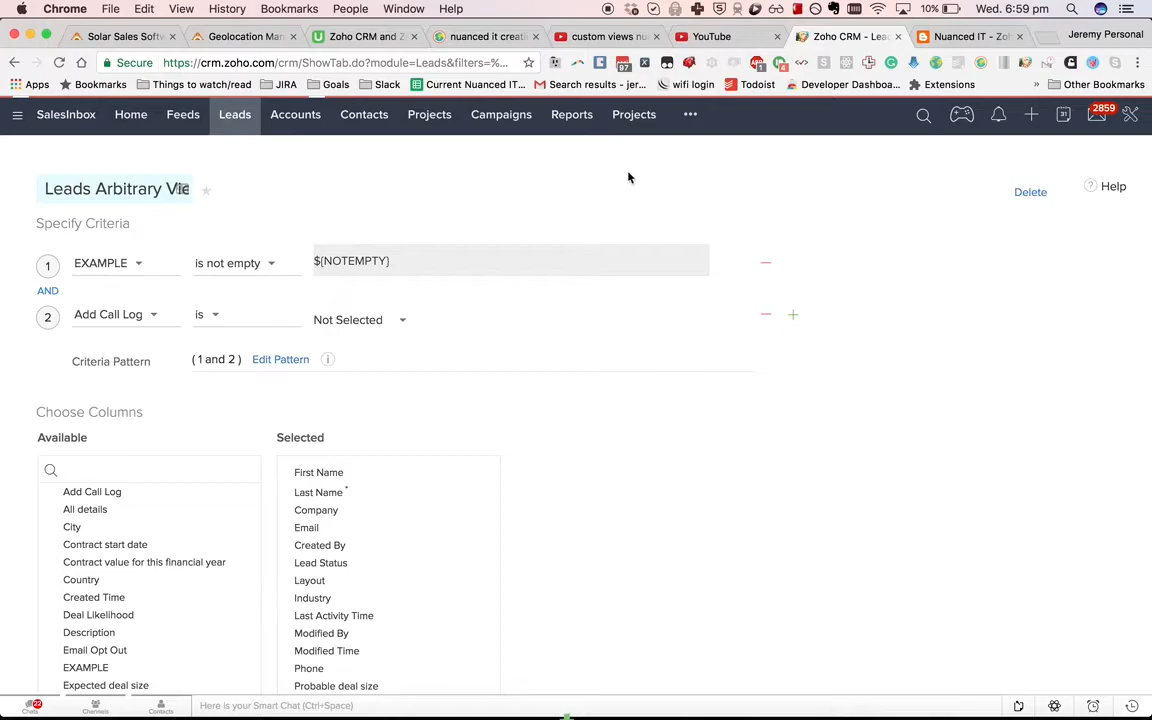 Chrome File Edit View History Bookmarks People Window Help 10% Wed. 6:59 pm
Solar Sales Softw Geolocation Man Zoho CRM and Z nuanced it creati custom views nu YouTube Zoho CRM - Lea Nuanced IT - Zo Jeremy Personal
Secure https://crm.zoho.com/crm/ShowTab.do?module=Leads&filters=%...
Apps Bookmarks Things to watch/read JIRA Goals Slack Current Nuanced IT... Search results - jer... wifi login Todoist Developer Dashboa... Extensions » Other Bookmarks
SalesInbox Home Feeds Leads Accounts Contacts Projects Campaigns Reports Projects ••• 2859
Leads Arbitrary Vie
Delete
? Help
Specify Criteria
1 EXAMPLE is not empty ${NOTEMPTY}
AND
2 Add Call Log is Not Selected
Criteria Pattern ( 1 and 2 ) Edit Pattern i
Choose Columns
Available Selected
Add Call Log
All details
City
Contract start date
Contract value for this financial year
Country
Created Time
Deal Likelihood
Description
Email Opt Out
EXAMPLE
Expected deal size
First Name
Last Name *
Company
Email
Created By
Lead Status
Layout
Industry
Last Activity Time
Modified By
Modified Time
Phone
Probable deal size
22
Chats Channels Contacts Here is your Smart Chat (Ctrl+Space)